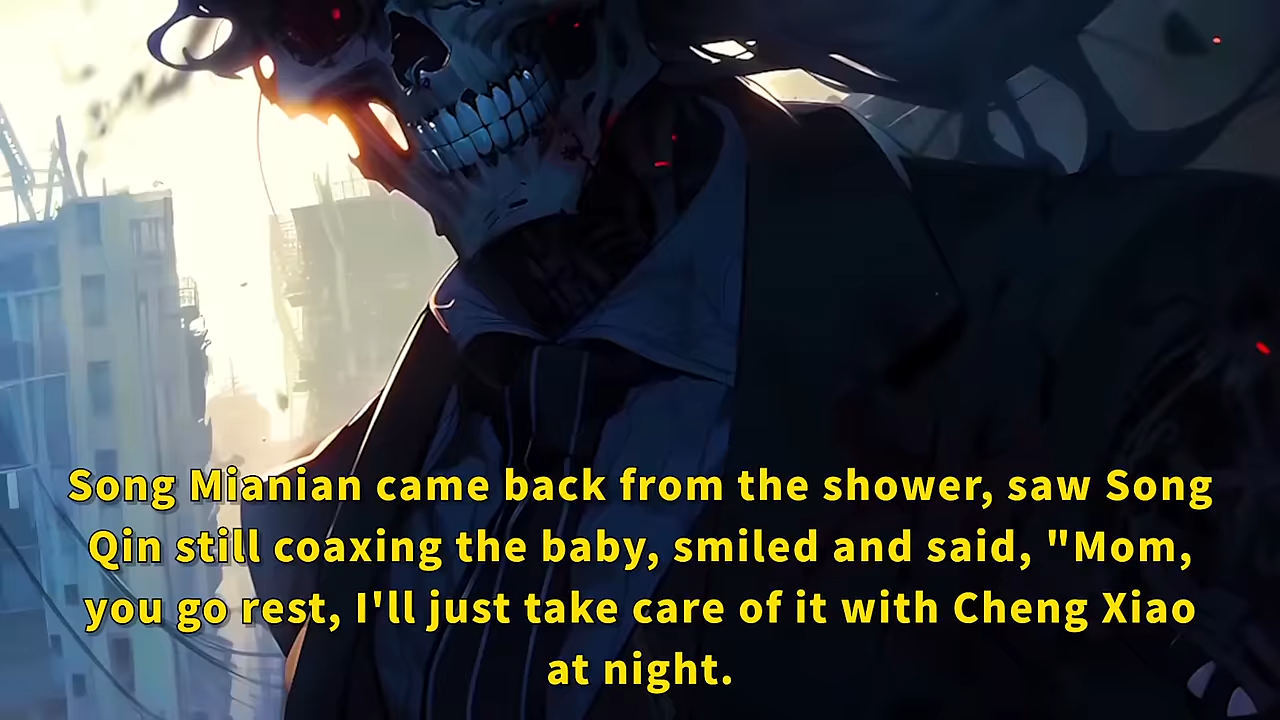 Song Mianian came back from the shower, saw Song
Qin still coaxing the baby, smiled and said, "Mom,
you go rest, I'll just take care of it with Cheng Xiao
at night.